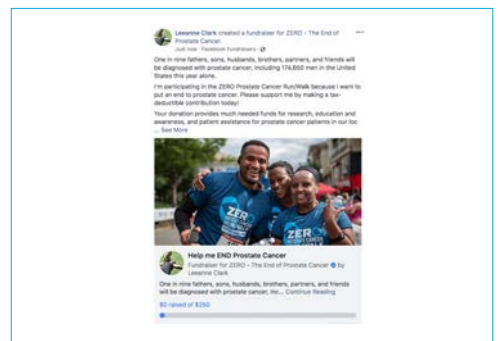 Leeanne Clark created a fundraiser for ZERO - The End of
Prostate Cancer.
Just now · Facebook Fundraisers ·
One in nine fathers, sons, husbands, brothers, partners, and friends will
be diagnosed with prostate cancer, including 174,650 men in the United
States this year alone.
I'm participating in the ZERO Prostate Cancer Run/Walk because I want to
put an end to prostate cancer. Please support me by making a tax-
deductible contribution today!
Your donation provides much needed funds for research, education and
awareness, and patient assistance for prostate cancer patients in our loc
... See More
ZERO
ZERO
Help me END Prostate Cancer
Fundraiser for ZERO - The End of Prostate Cancer by
Leeanne Clark
One in nine fathers, sons, husbands, brothers, partners, and friends
will be diagnosed with prostate cancer, inc... Continue Reading
$0 raised of $250